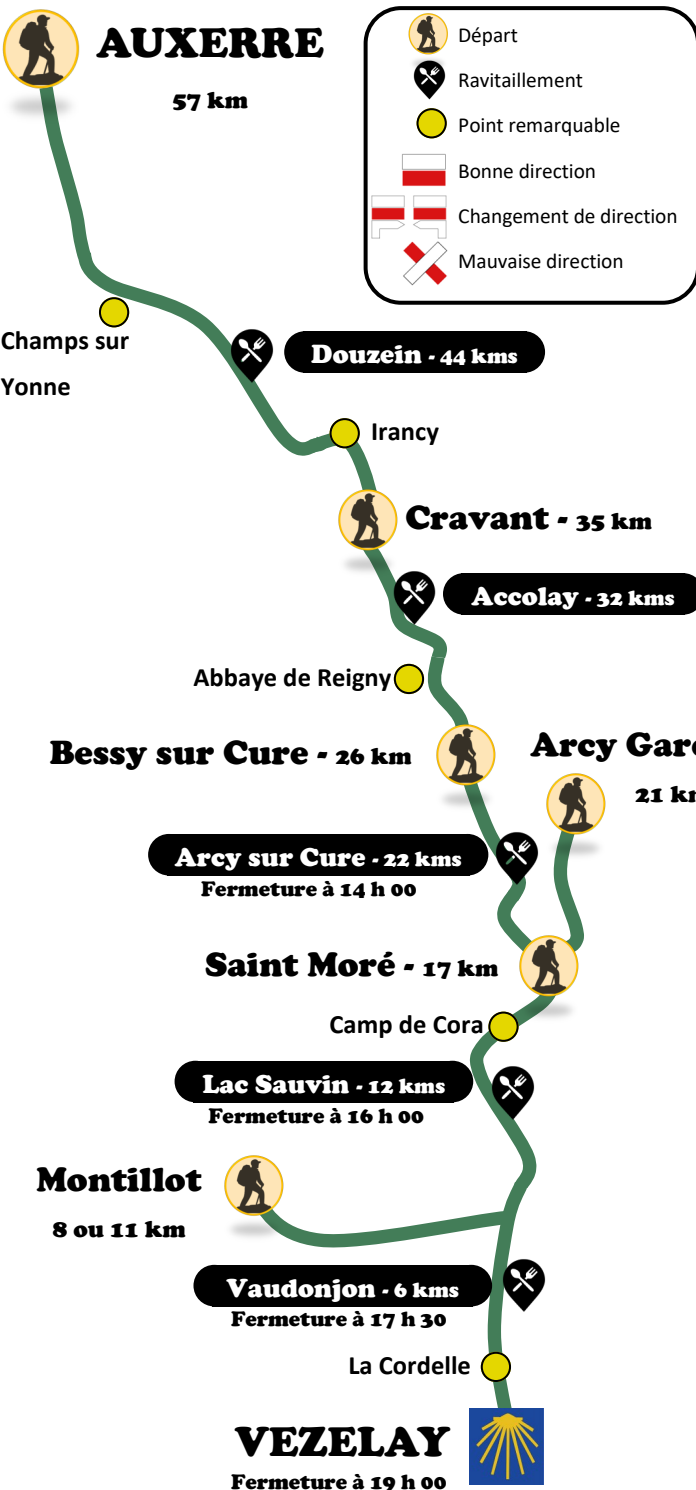 AUXERRE
57 km
Départ
Ravitaillement
Point remarquable
Bonne direction
Changement de direction
Mauvaise direction
Champs sur
Yonne
Douzein - 44 kms
Irancy
Cravant - 35 km
Accolay - 32 kms
Abbaye de Reigny
Bessy sur Cure - 26 km
Arcy Gar
21 k
Arcy sur Cure - 22 kms
Fermeture à 14 h 00
Saint Moré - 17 km
Camp de Cora
Lac Sauvin - 12 kms
Fermeture à 16 h 00
Montillot
8 ou 11 km
Vaudonjon - 6 kms
Fermeture à 17 h 30
La Cordelle
VEZELAY
Fermeture à 19 h 00